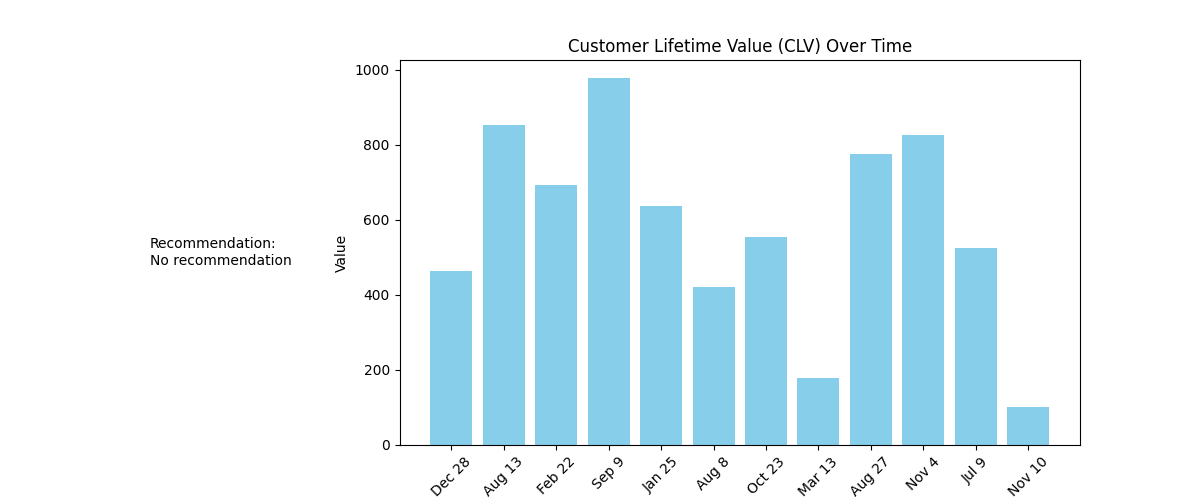 Customer Lifetime Value (CLV) Over Time
Recommendation:
No recommendation
Value
1000
800
600
400
200
0
Dec 28
Aug 13
Feb 22
Sep 9
Jan 25
Aug 8
Oct 23
Mar 13
Aug 27
Nov 4
Jul 9
Nov 10